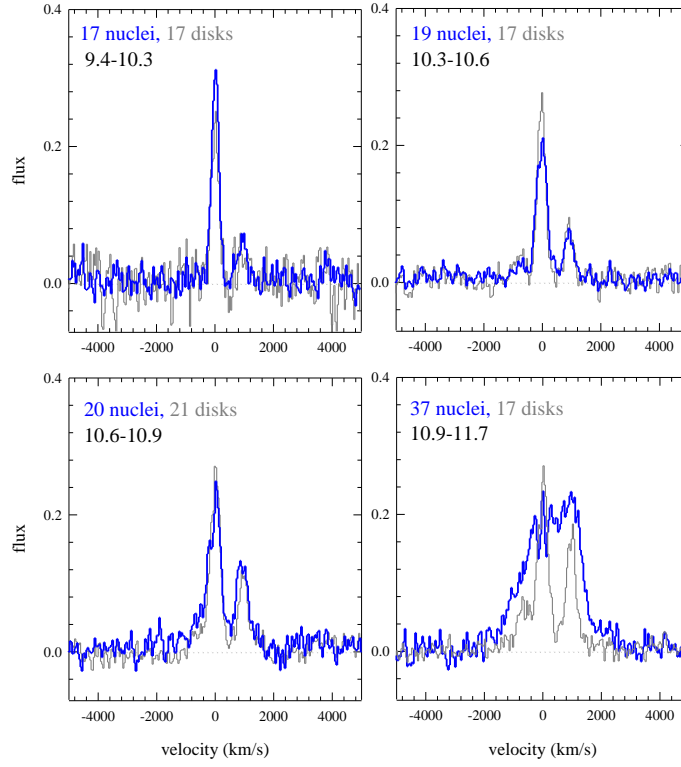 0.4
17 nuclei, 17 disks
9.4-10.3
0.2
flux
0.0
-4000 -2000 0 2000 4000
19 nuclei, 17 disks
10.3-10.6
0.4
0.2
0.0
-4000 -2000 0 2000 4000
0.4
20 nuclei, 21 disks
10.6-10.9
0.2
flux
0.0
-4000 -2000 0 2000 4000
velocity (km/s)
0.4
37 nuclei, 17 disks
10.9-11.7
0.2
0.0
-4000 -2000 0 2000 4000
velocity (km/s)